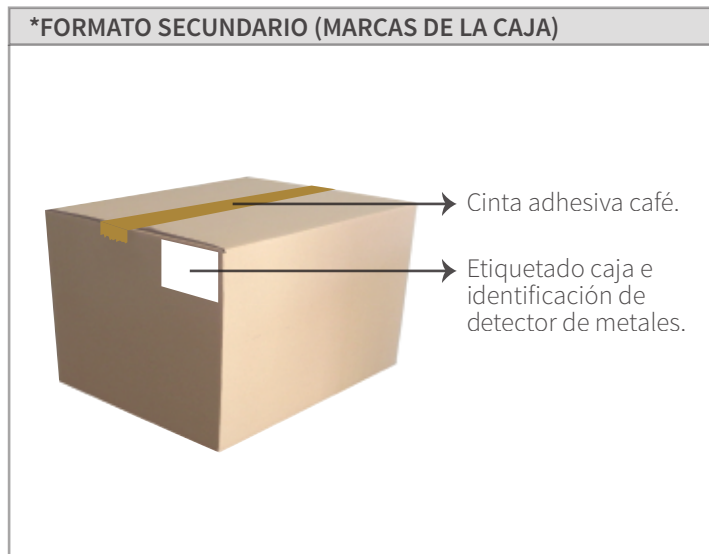 *FORMATO SECUNDARIO (MARCAS DE LA CAJA)
Cinta adhesiva café.
Etiquetado caja e
identificación de
detector de metales.